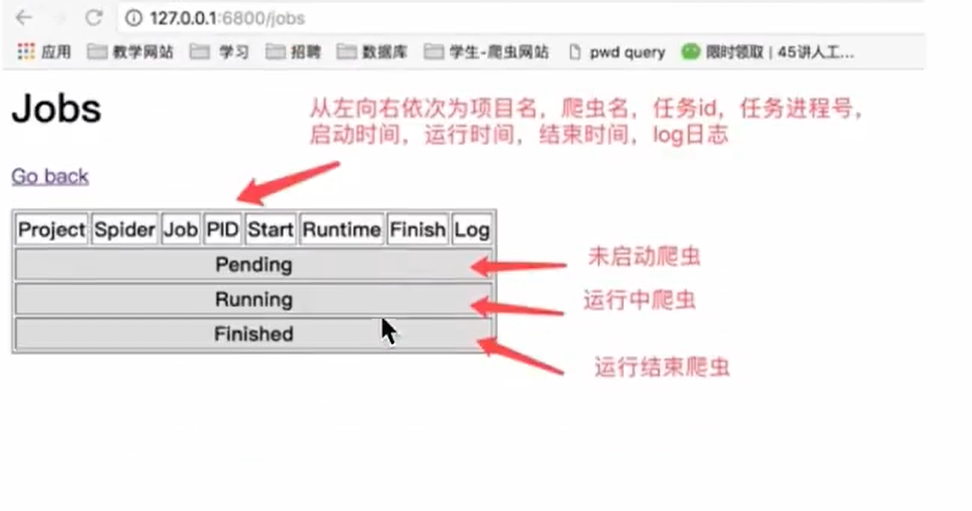 127.0.0.1:6800/jobs
应用 教学网站 学习 招聘 数据库 学生-爬虫网站 pwd query 限时领取 | 45讲人工...
Jobs
从左向右依次为项目名，爬虫名，任务id，任务进程号，
启动时间，运行时间，结束时间，log日志
Go back
Project Spider Job PID Start Runtime Finish Log
Pending 未启动爬虫
Running 运行中爬虫
Finished
运行结束爬虫